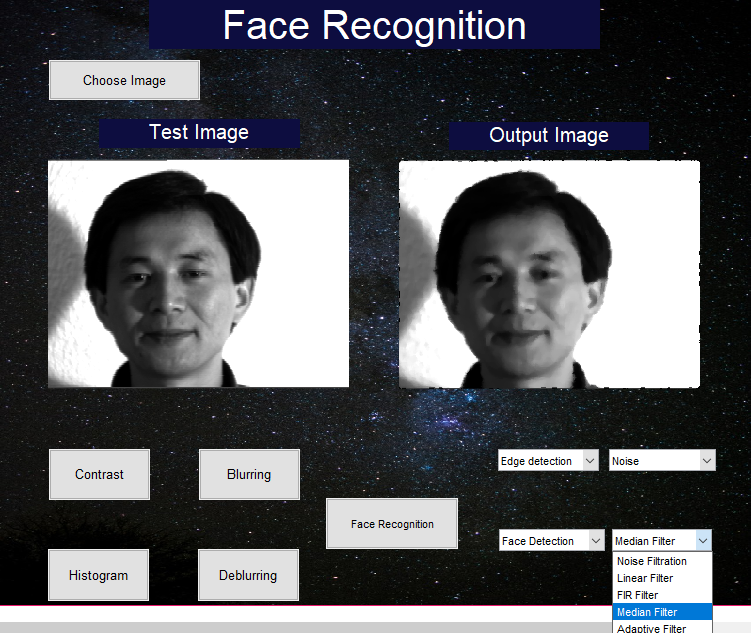 Face Recognition
Choose Image
Test Image
Output Image
Contrast
Blurring
Edge detection
Noise
Face Recognition
Face Detection
Median Filter
Noise Filtration
Linear Filter
FIR Filter
Median Filter
Adaptive Filter
Histogram
Deblurring